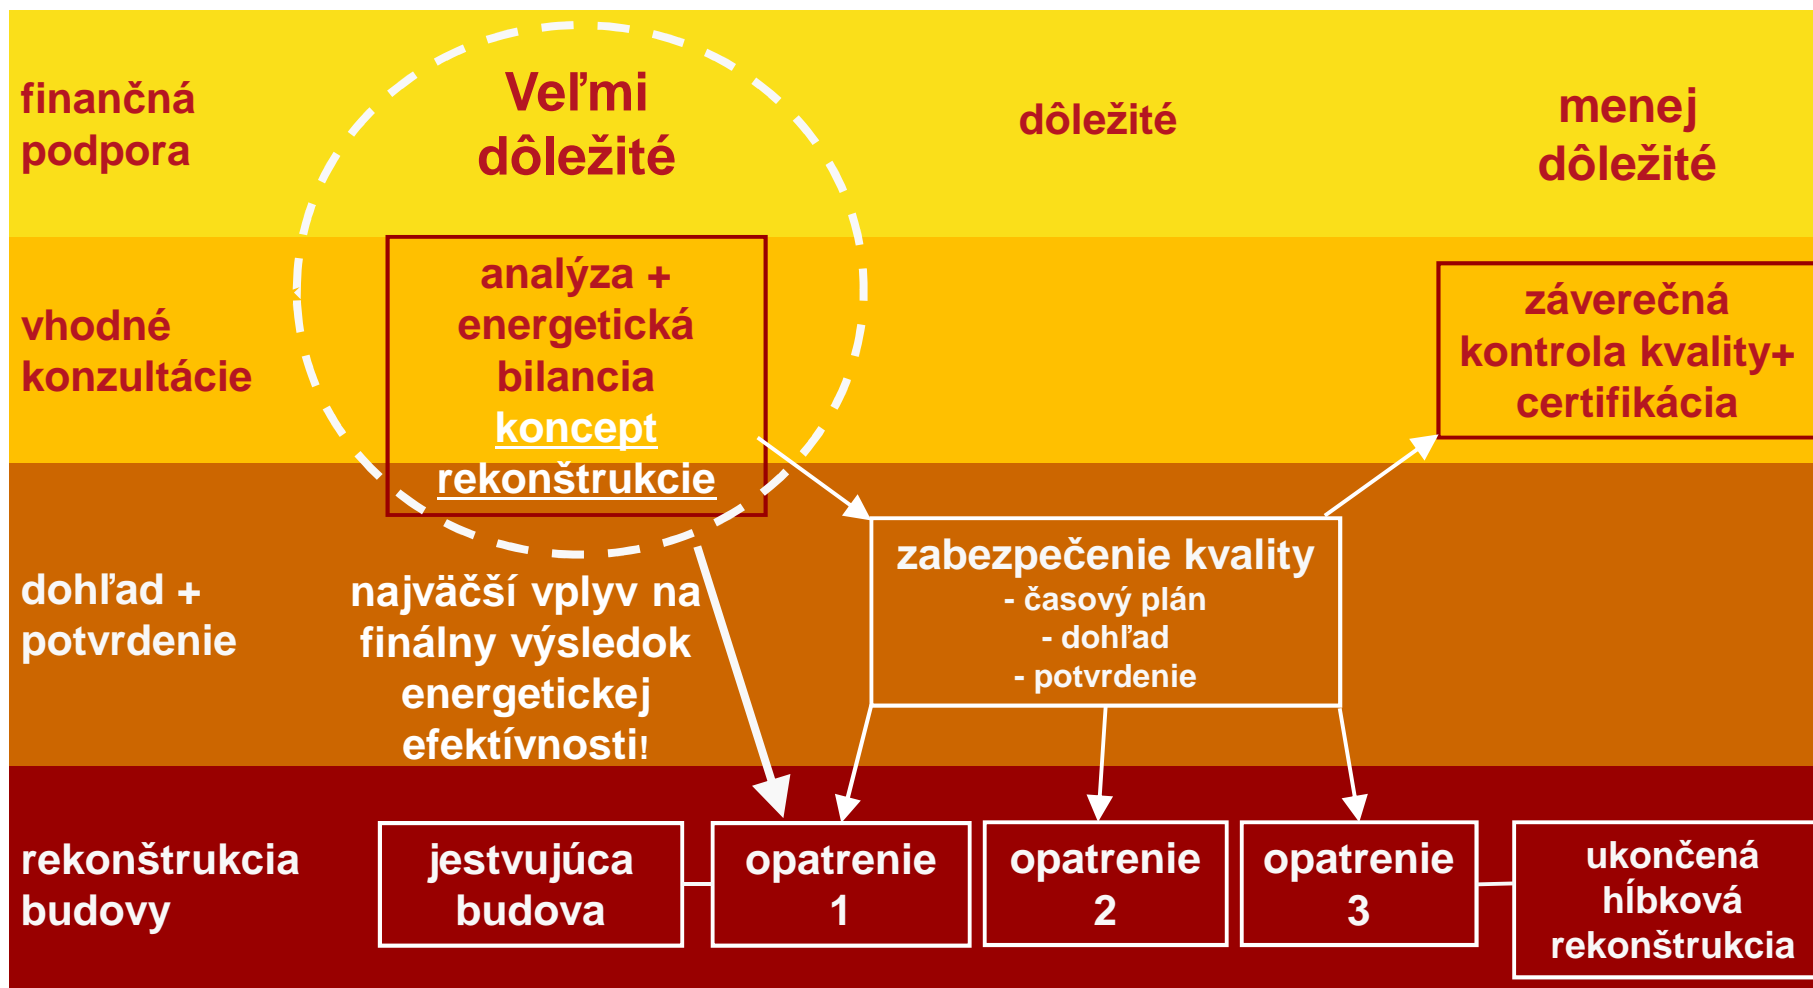 finančná
podpora
Veľmi
dôležité
dôležité
menej
dôležité
vhodné
konzultácie
analýza +
energetická
bilancia
koncept
rekonštrukcie
záverečná
kontrola kvality+
certifikácia
dohľad +
potvrdenie
najväčší vplyv na
finálny výsledok
energetickej
efektívnosti!
zabezpečenie kvality
- časový plán
- dohľad
- potvrdenie
rekonštrukcia
budovy
jestvujúca
budova
opatrenie
1
opatrenie
2
opatrenie
3
ukončená
hĺbková
rekonštrukcia